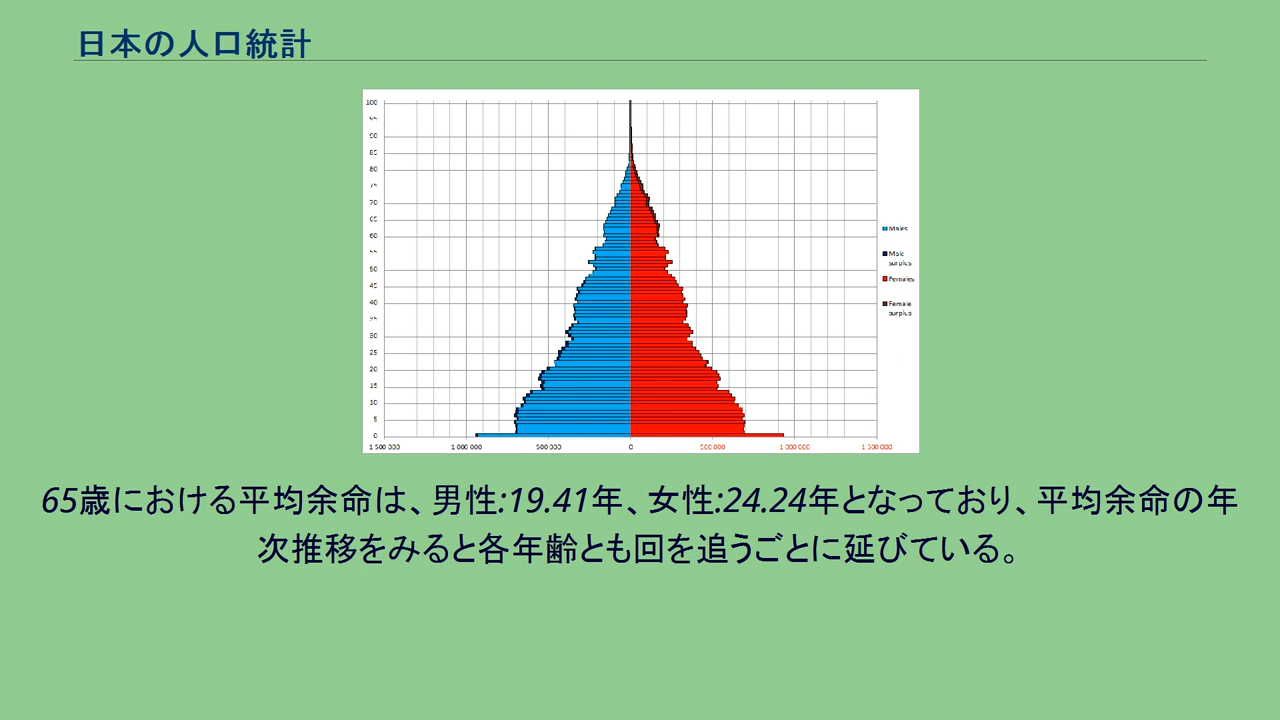 日本の人口統計
100
95
90
85
80
75
70
65
60
55
50
45
40
35
30
25
20
15
10
5
0
1 500 000 1 000 000 500 000 0 500 000 1 000 000 1 500 000
Males
Male
surplus
Females
Female
surplus
65歳における平均余命は、男性:19.41年、女性:24.24年となっており、平均余命の年
次推移をみると各年齢とも回を追うごとに延びている。